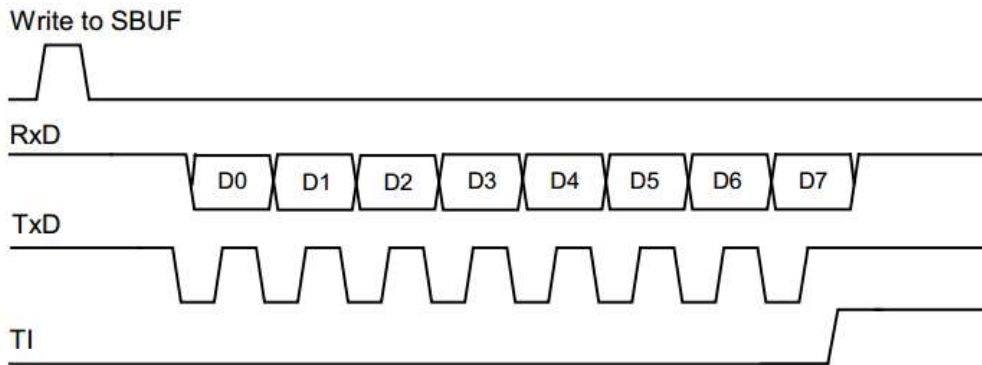 Write to SBUF
RxD
D0 D1 D2 D3 D4 D5 D6 D7
TxD
TI